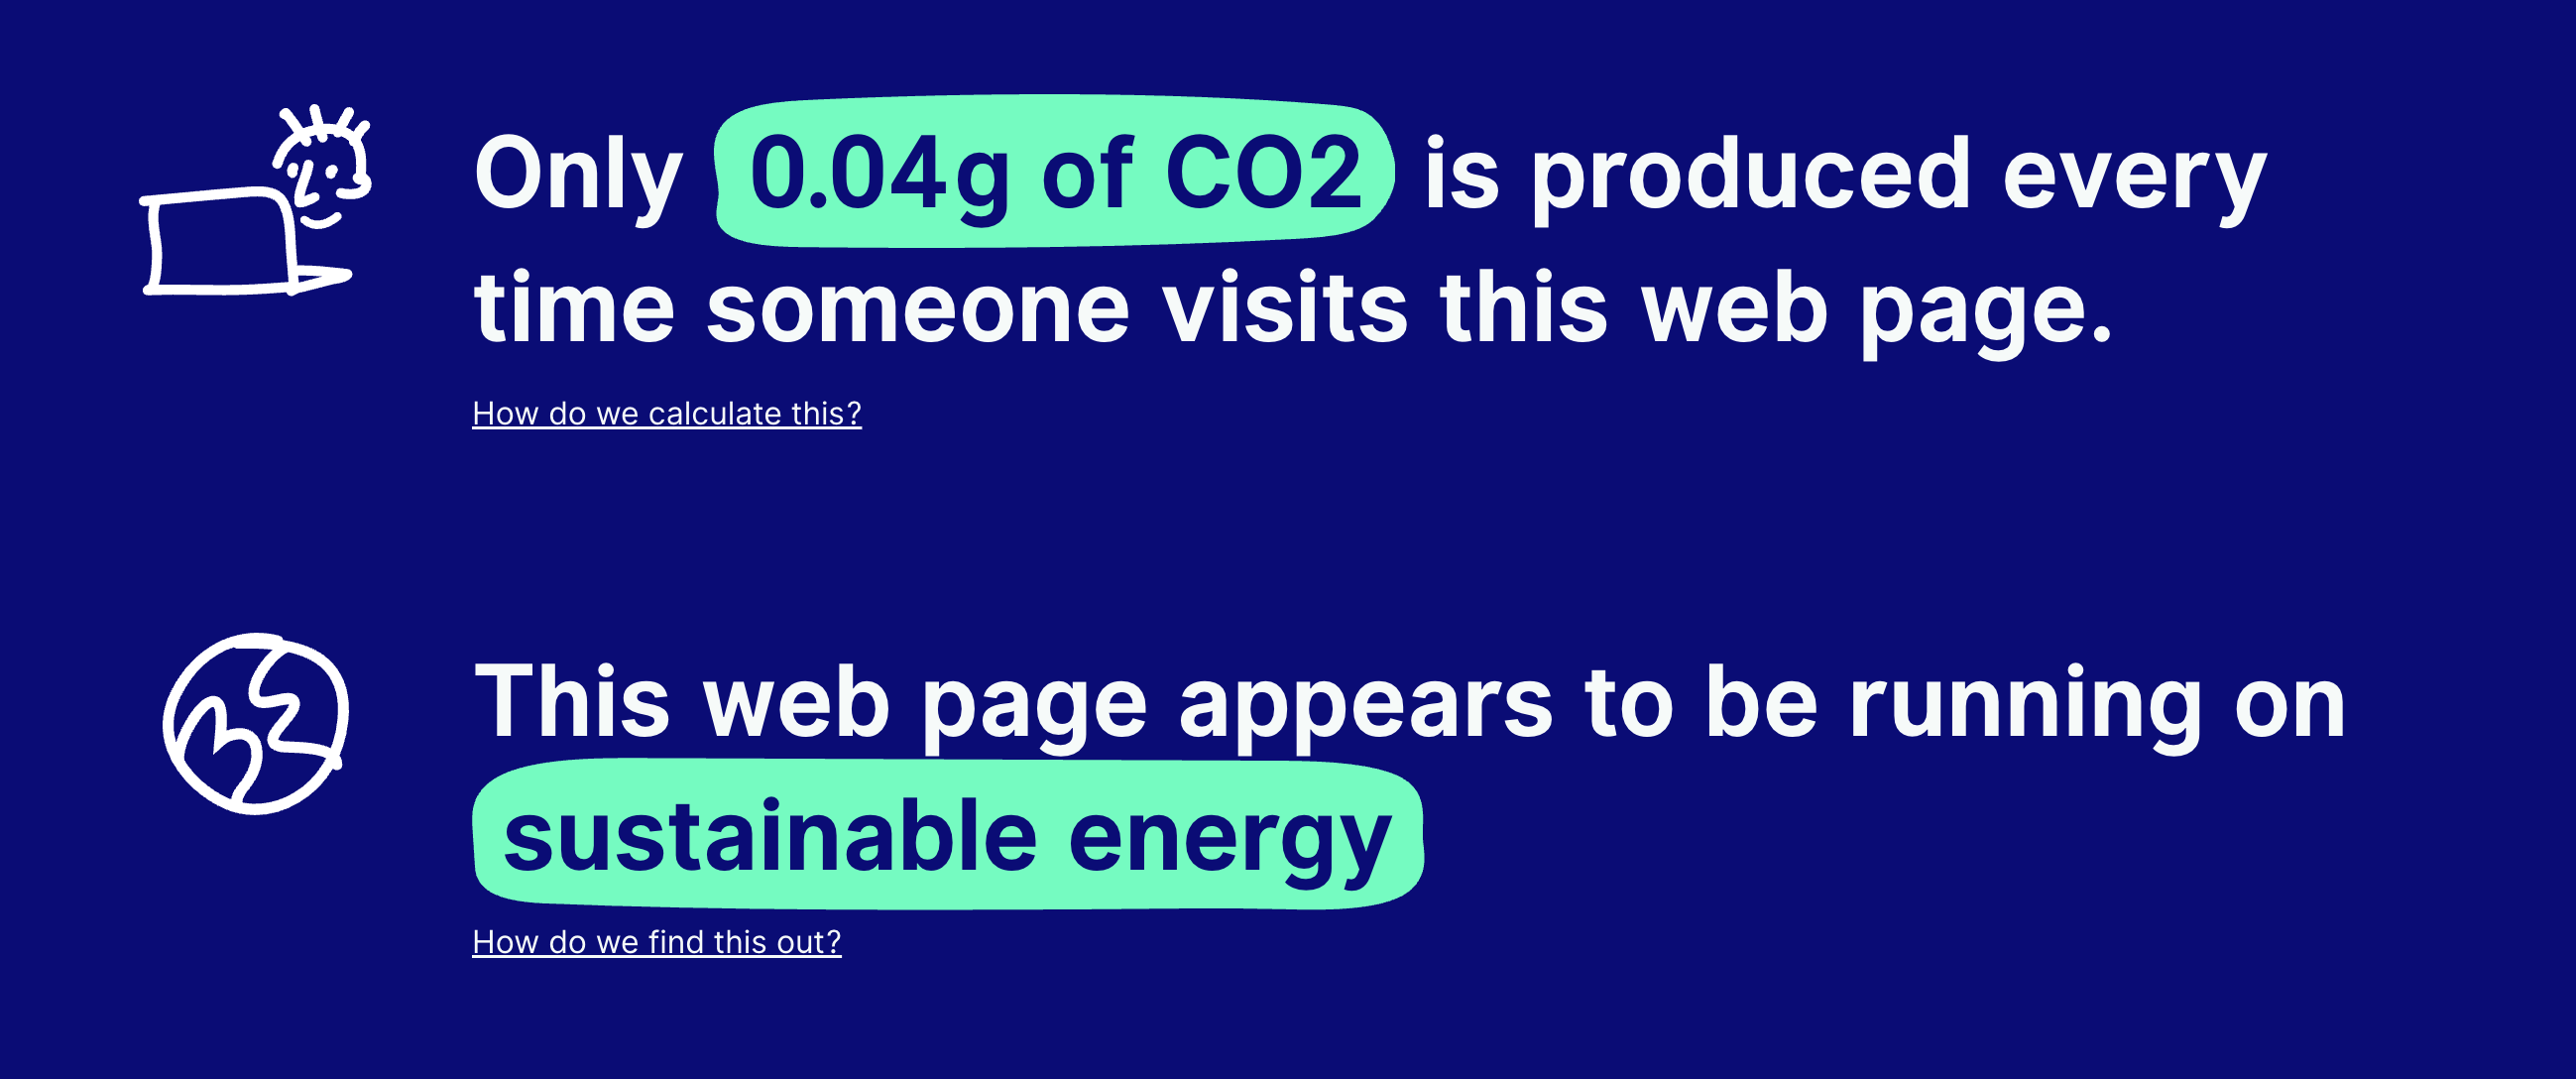 Only 0.04g of CO2 is produced every
time someone visits this web page.
How do we calculate this?
This web page appears to be running on
sustainable energy
How do we find this out?